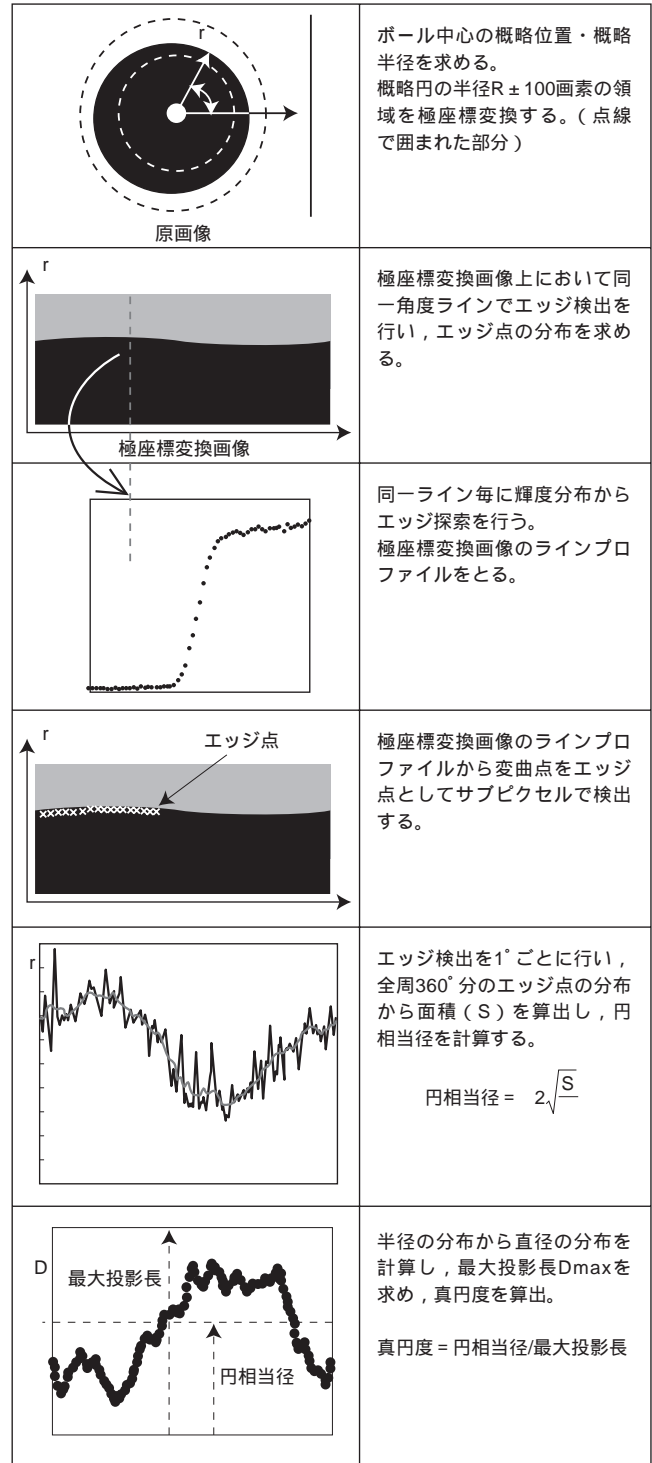 r
原画像
ボール中心の概略位置・概略
半径を求める。
概略円の半径R±100画素の領
域を極座標変換する。(点線
で囲まれた部分)
r
極座標変換画像
極座標変換画像上において同
一角度ラインでエッジ検出を
行い，エッジ点の分布を求め
る。
同一ライン毎に輝度分布から
エッジ探索を行う。
極座標変換画像のラインプロ
ファイルをとる。
r
エッジ点
極座標変換画像のラインプロ
ファイルから変曲点をエッジ
点としてサブピクセルで検出
する。
r
エッジ検出を1°ごとに行い，
全周360°分のエッジ点の分布
から面積(S)を算出し，円
相当径を計算する。
円相当径 = 2√S
D
最大投影長
円相当径
半径の分布から直径の分布を
計算し，最大投影長Dmaxを
求め，真円度を算出。
真円度 = 円相当径/最大投影長